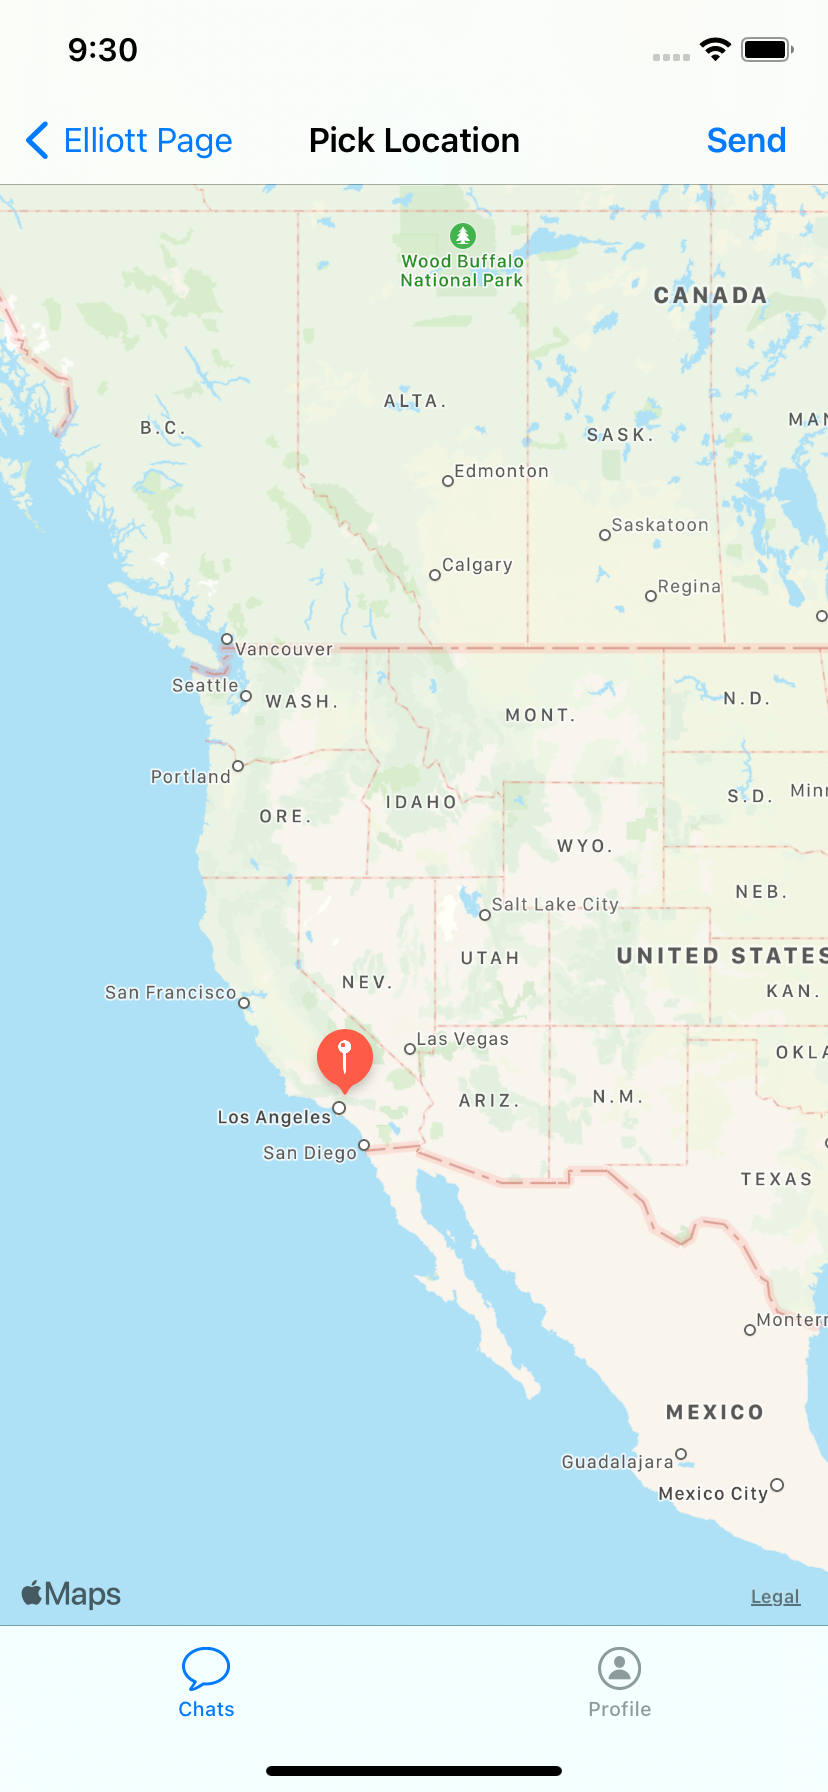 9:30
Elliott Page
Pick Location
Send
Wood Buffalo
National Park
CANADA
ALTA.
B.C.
SASK.
MAN
Edmonton
Saskatoon
Calgary
Regina
Vancouver
Seattle
WASH.
MONT.
N.D.
Portland
IDAHO
S.D.
Minn
ORE.
WYO.
NEB.
Salt Lake City
UNITED STATES
UTAH
NEV.
KAN.
San Francisco
Las Vegas
OKLA
ARIZ.
N.M.
Los Angeles
San Diego
TEXAS
Monterr
MEXICO
Guadalajara
Mexico City
Maps
Legal
Chats
Profile